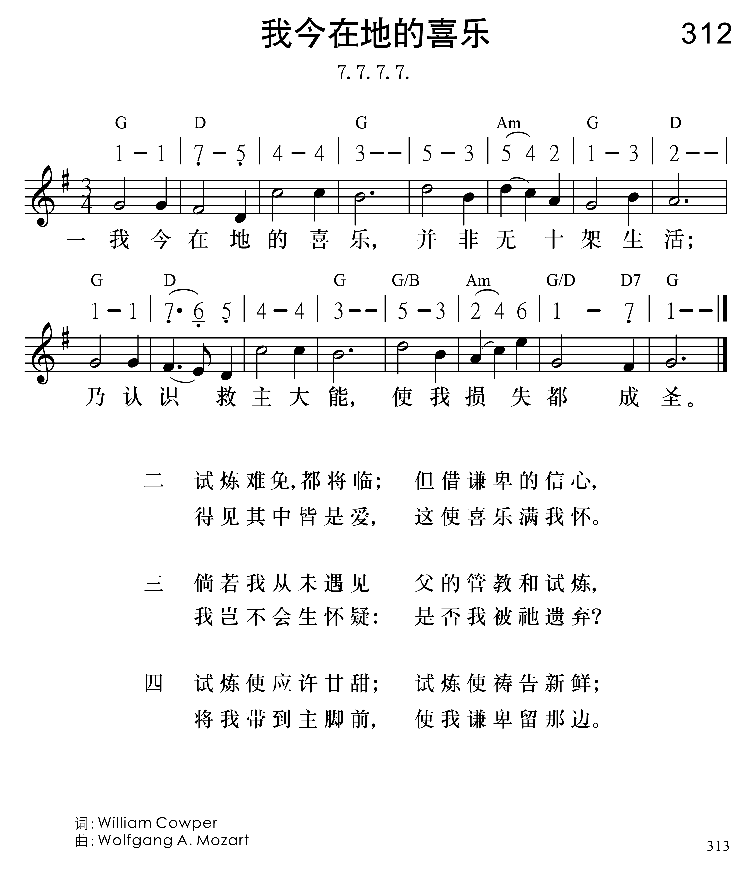 我今在地的喜乐 312
7. 7. 7. 7.
G D G Am G D
1 - 1 | 7 - 5 | 4 - 4 | 3 - - | 5 - 3 | 5 4 2 | 1 - 3 | 2 - - |
3/4
一 我 今 在 地 的 喜 乐, 并 非 无 十 架 生 活;
G D G G/B Am G/D D7 G
1 - 1 | 7· 6 5 | 4 - 4 | 3 - - | 5 - 3 | 2 4 6 | 1 - 7 | 1 - - ||
乃 认 识 救 主 大 能, 使 我 损 失 都 成 圣。
二 试炼难免,都将临; 但借谦卑的信心,
得见其中皆是爱, 这使喜乐满我怀。
三 倘若我从未遇见 父的管教和试炼,
我岂不会生怀疑: 是否我被祂遗弃?
四 试炼使应许甘甜; 试炼使祷告新鲜;
将我带到主脚前, 使我谦卑留那边。
词: William Cowper
曲: Wolfgang A. Mozart
313